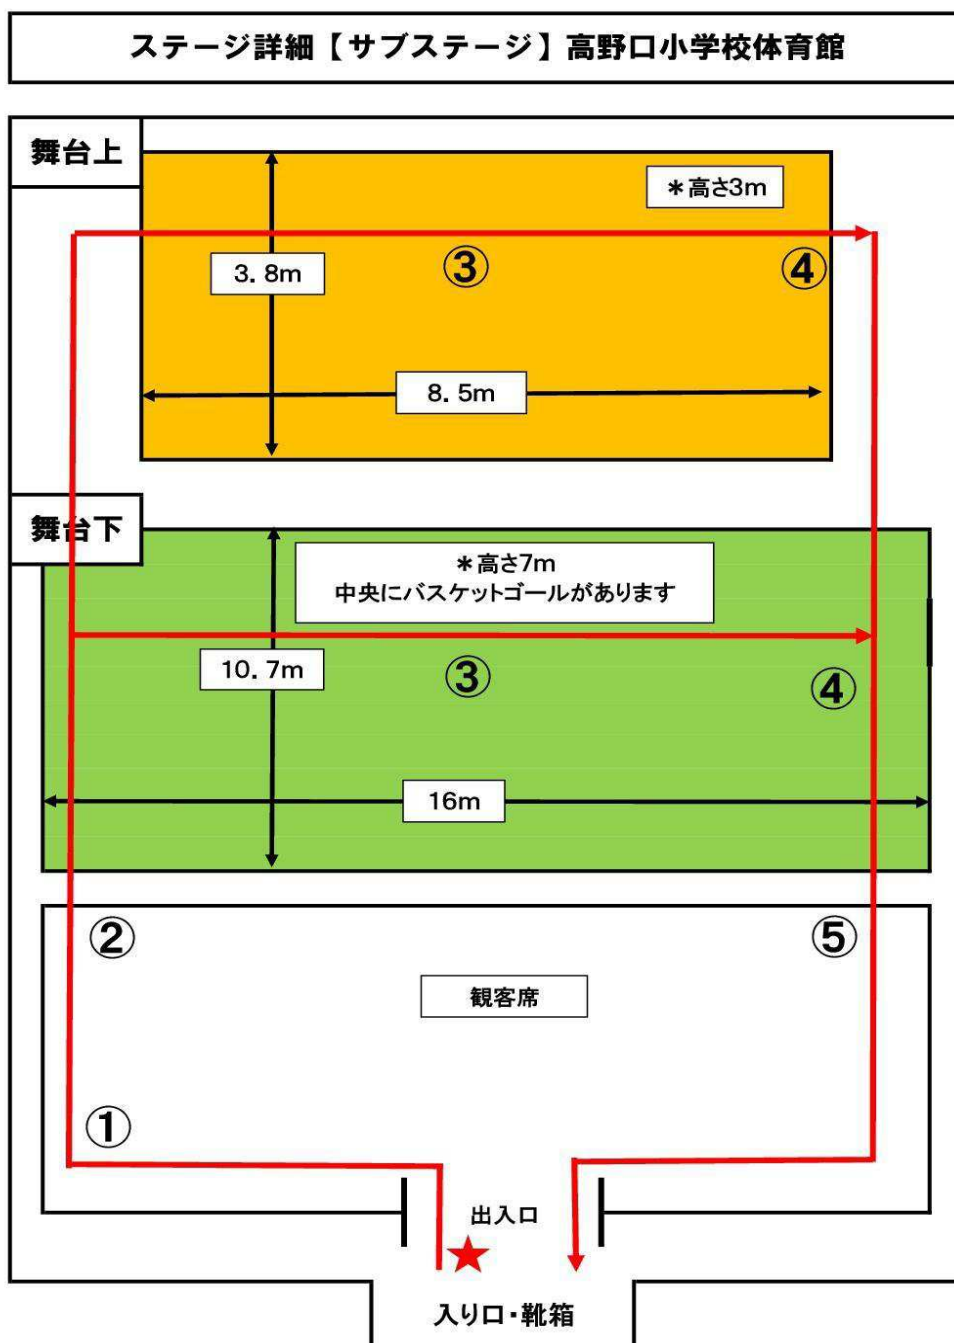 ステージ詳細【サブステージ】高野口小学校体育館
舞台上
＊高さ3m
3．8m
③
④
8．5m
舞台下
＊高さ7m
中央にバスケットゴールがあります
10．7m
③
④
16m
②
⑤
観客席
①
出入口
★
入り口・靴箱